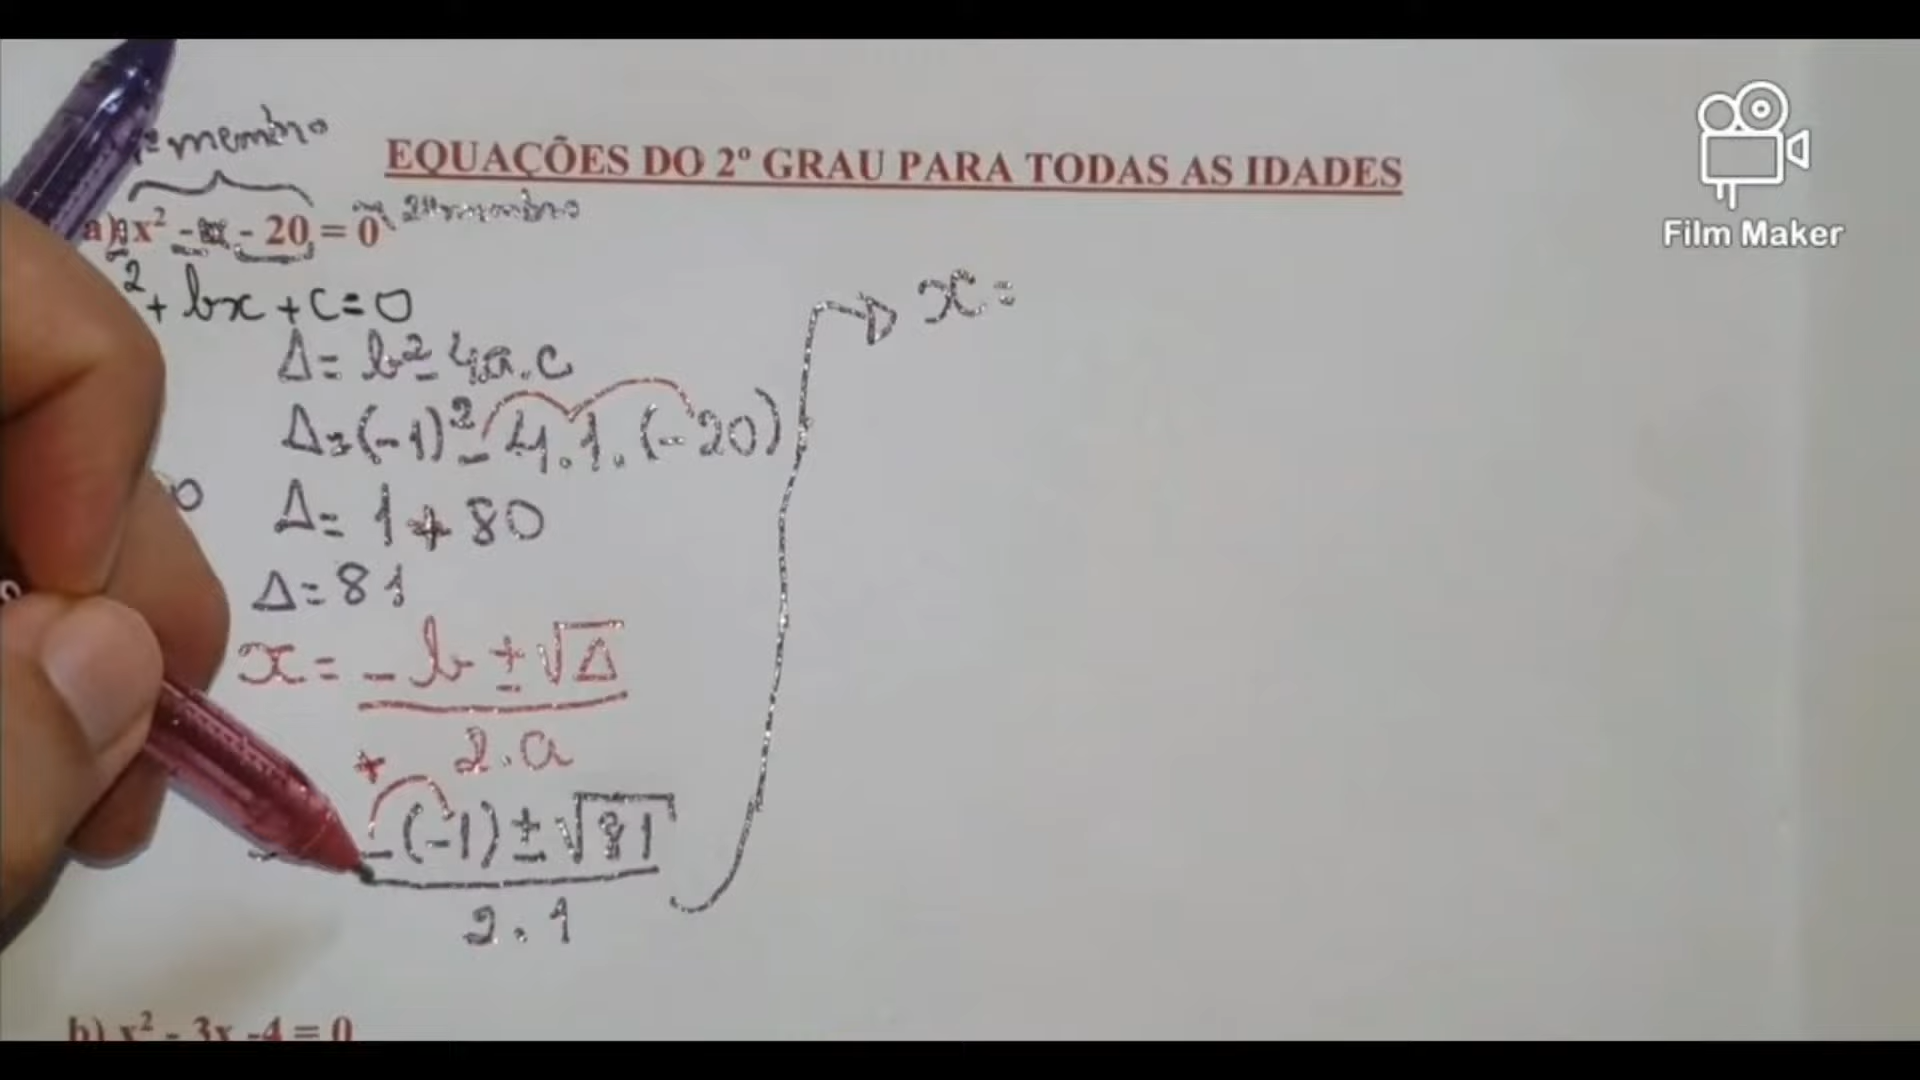 membro
EQUAÇÕES DO 2º GRAU PARA TODAS AS IDADES
a) x² - x - 20 = 0 2º membro
² + bx + c = 0
Δ = b² - 4a.c
Δ = (-1)² - 4.1.(-20)
Δ = 1 + 80
Δ = 81
x = -b ± √Δ
2.a
+
-(-1) ± √81
2.1
x =
b) x² - 3x -4 = 0
Film Maker